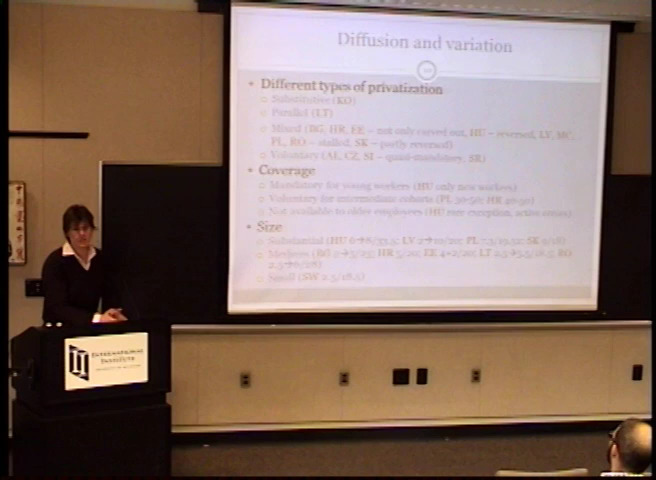 Diffusion and variation
• Different types of privatization
Substitutive (KO)
Parallel (LT)
Mixed (BG, HR, EE – not only carved out, HU – reversed, LV, MC,
PL, RO – stalled, SK – partly reversed)
Voluntary (AE, CZ, SI – quasi-mandatory, SR)
• Coverage
Mandatory for young workers (HU only new workers)
Voluntary for intermediate cohorts (PL 30-50; HR 40-50)
Not available to older employees (HU rare exception,
• Size
Substantial (HU 6→8/33.5; LV 2→10/20; PL 7.3/19.52; SK 9/18)
Medium (BG 2→5/23; HR 5/20; EE 4+2/20; LT 2.5→5.5/18.5; RO
2.5→6/28)
Small (SW 2.5/18.5)
INTERNATIONAL
INSTITUTE